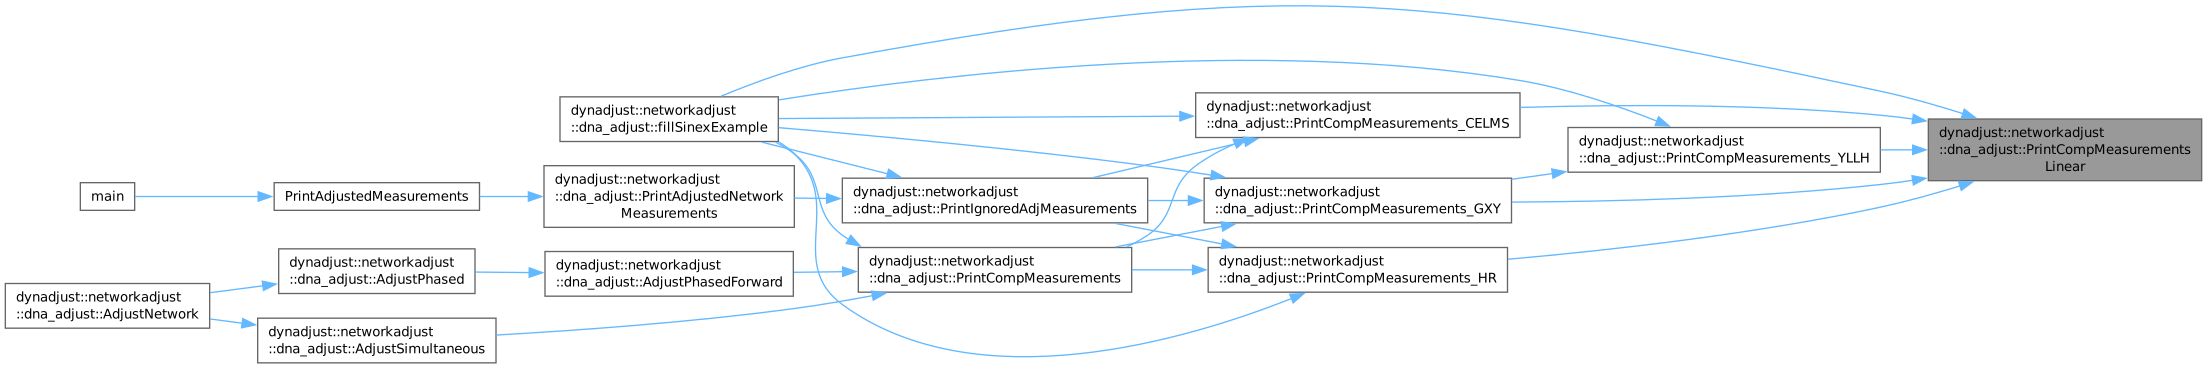 dynadjust::networkadjust
::dna_adjust::fillSinexExample
dynadjust::networkadjust
::dna_adjust::PrintCompMeasurements_CELMS
dynadjust::networkadjust
::dna_adjust::PrintCompMeasurements_YLLH
dynadjust::networkadjust
::dna_adjust::PrintCompMeasurements
Linear
main
PrintAdjustedMeasurements
dynadjust::networkadjust
::dna_adjust::PrintAdjustedNetwork
Measurements
dynadjust::networkadjust
::dna_adjust::PrintIgnoredAdjMeasurements
dynadjust::networkadjust
::dna_adjust::PrintCompMeasurements_GXY
dynadjust::networkadjust
::dna_adjust::AdjustNetwork
dynadjust::networkadjust
::dna_adjust::AdjustPhased
dynadjust::networkadjust
::dna_adjust::AdjustPhasedForward
dynadjust::networkadjust
::dna_adjust::PrintCompMeasurements
dynadjust::networkadjust
::dna_adjust::PrintCompMeasurements_HR
dynadjust::networkadjust
::dna_adjust::AdjustSimultaneous